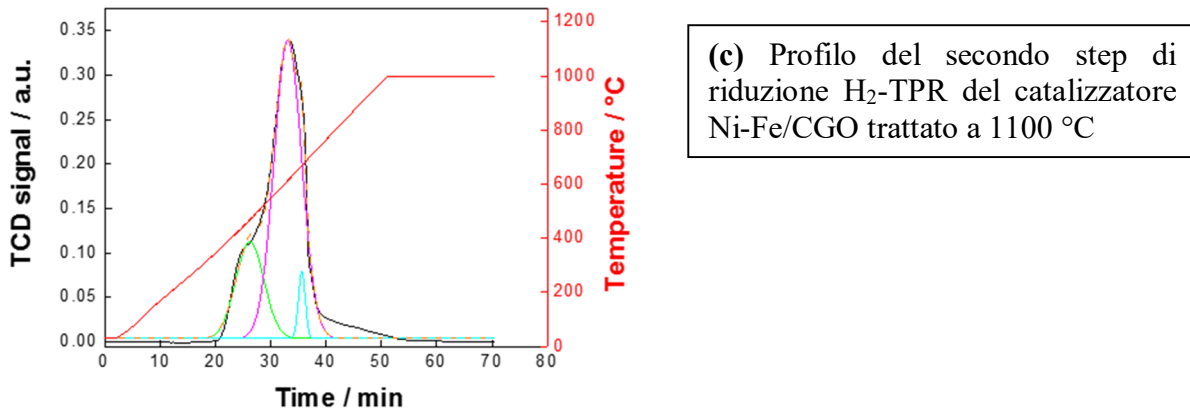 TCD signal / a.u.
0.35
0.30
0.25
0.20
0.15
0.10
0.05
0.00
0 10 20 30 40 50 60 70 80
Time / min
1200
1000
800
600
400
200
0
Temperature / °C
(c) Profilo del secondo step di
riduzione H₂-TPR del catalizzatore
Ni-Fe/CGO trattato a 1100 °C